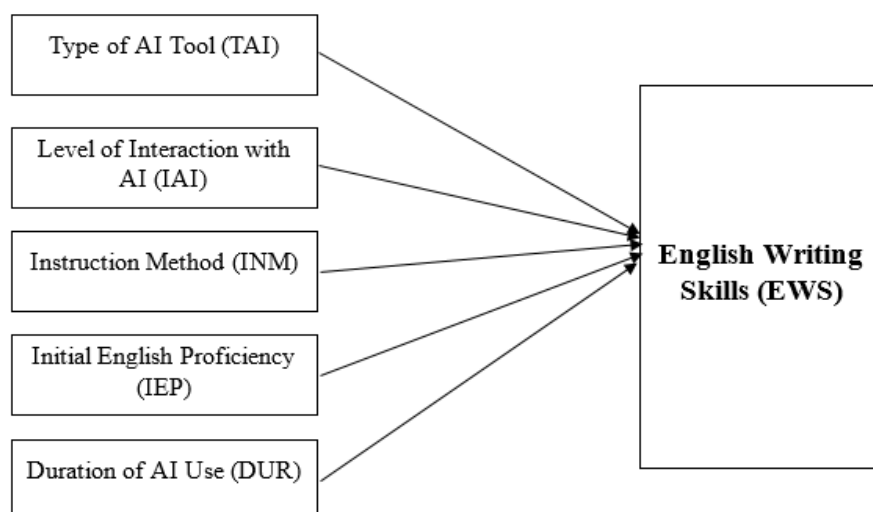 Type of AI Tool (TAI)
Level of Interaction with
AI (IAI)
Instruction Method (INM)
Initial English Proficiency
(IEP)
Duration of AI Use (DUR)
English Writing
Skills (EWS)